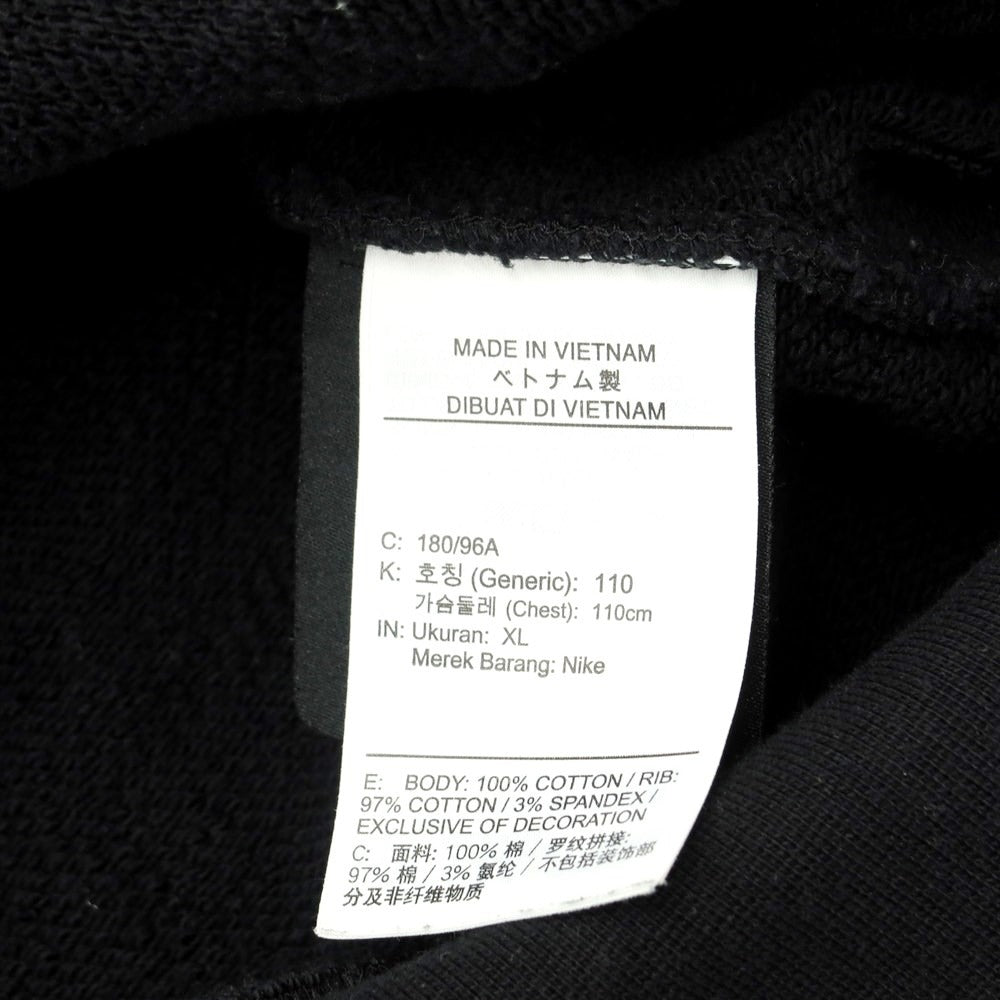 MADE IN VIETNAM
ベトナム製
DIBUAT DI VIETNAM
C: 180/96A
K: 호칭 (Generic): 110
가슴둘레 (Chest): 110cm
IN: Ukuran: XL
Merek Barang: Nike
E: BODY: 100% COTTON / RIB:
97% COTTON / 3% SPANDEX /
EXCLUSIVE OF DECORATION
C: 面料: 100% 棉 / 罗纹拼接:
97% 棉 / 3% 氨纶 / 不包括装饰部
分及非纤维物质